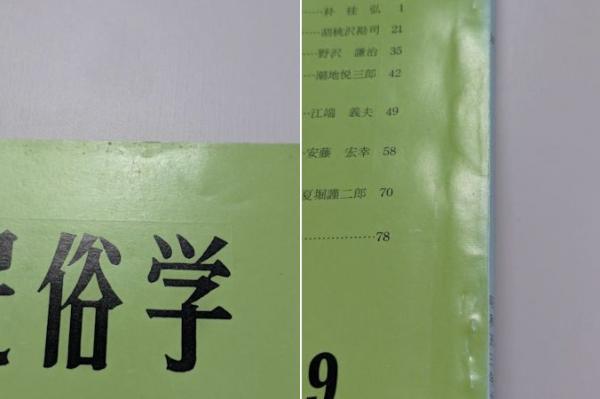 俗学
朴 桂 弘 1
胡桃沢勘司 21
野沢 謙治 35
潮地悦三郎 42
江端 義夫 49
安藤 宏幸 58
夏堀謹二郎 70
78
9